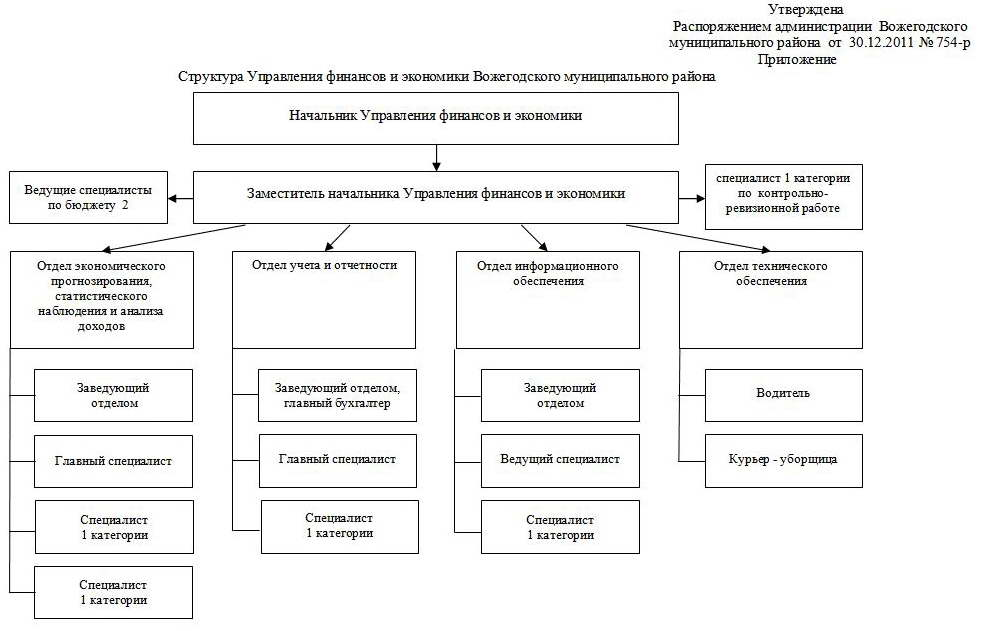 Утверждена
Распоряжением администрации Вожегодского
муниципального района от 30.12.2011 № 754-р
Приложение
Структура Управления финансов и экономики Вожегодского муниципального района
Начальник Управления финансов и экономики
Ведущие специалисты
по бюджету 2
Заместитель начальника Управления финансов и экономики
специалист 1 категории
по контрольно-
ревизионной работе
Отдел экономического
прогнозирования,
статистического
наблюдения и анализа
доходов
Отдел учета и отчетности
Отдел информационного
обеспечения
Отдел технического
обеспечения
Заведующий
отделом
Заведующий отделом,
главный бухгалтер
Заведующий
отделом
Водитель
Главный специалист
Главный специалист
Ведущий специалист
Курьер - уборщица
Специалист
1 категории
Специалист
1 категории
Специалист
1 категории
Специалист
1 категории